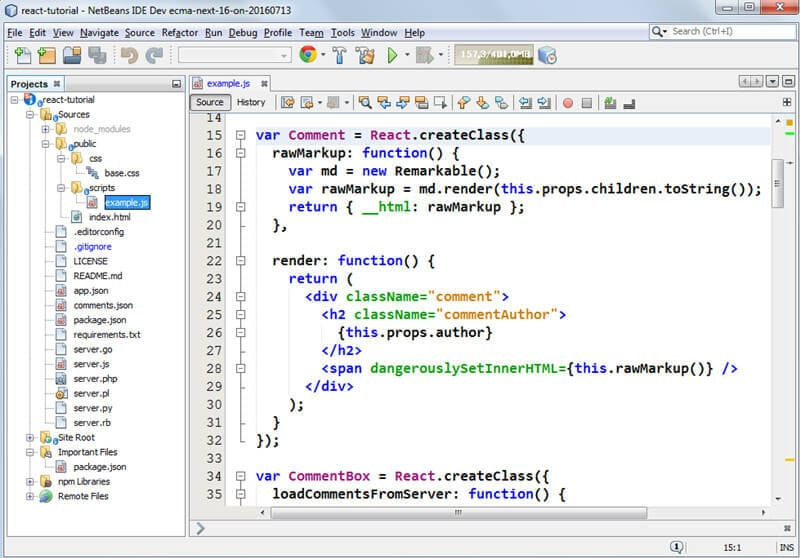 react-tutorial - NetBeans IDE Dev ecma-next-16-on-20160713
File Edit View Navigate Source Refactor Run Debug Profile Team Tools Window Help
Search (Ctrl+I)
157,3/481,0MB
Projects
react-tutorial
Sources
node_modules
public
css
base.css
scripts
example.js
index.html
.editorconfig
.gitignore
LICENSE
README.md
app.json
comments.json
package.json
requirements.txt
server.go
server.js
server.php
server.pl
server.py
server.rb
Site Root
Important Files
package.json
npm Libraries
Remote Files
example.js
Source History
14
15 var Comment = React.createClass({
16 rawMarkup: function() {
17 var md = new Remarkable();
18 var rawMarkup = md.render(this.props.children.toString());
19 return { __html: rawMarkup };
20 },
21
22 render: function() {
23 return (
24 <div className="comment">
25 <h2 className="commentAuthor">
26 {this.props.author}
27 </h2>
28 <span dangerouslySetInnerHTML={this.rawMarkup()} />
29 </div>
30 );
31 }
32 });
33
34 var CommentBox = React.createClass({
35 loadCommentsFromServer: function() {
15:1 INS